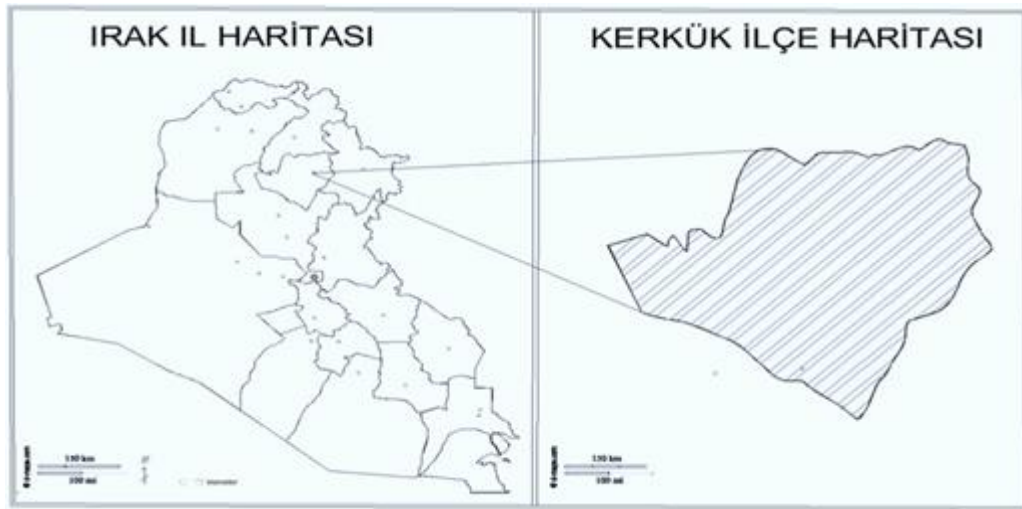 IRAK IL HARİTASI
KERKÜK İLÇE HARİTASI
150 km
100 mi
150 km
100 mi